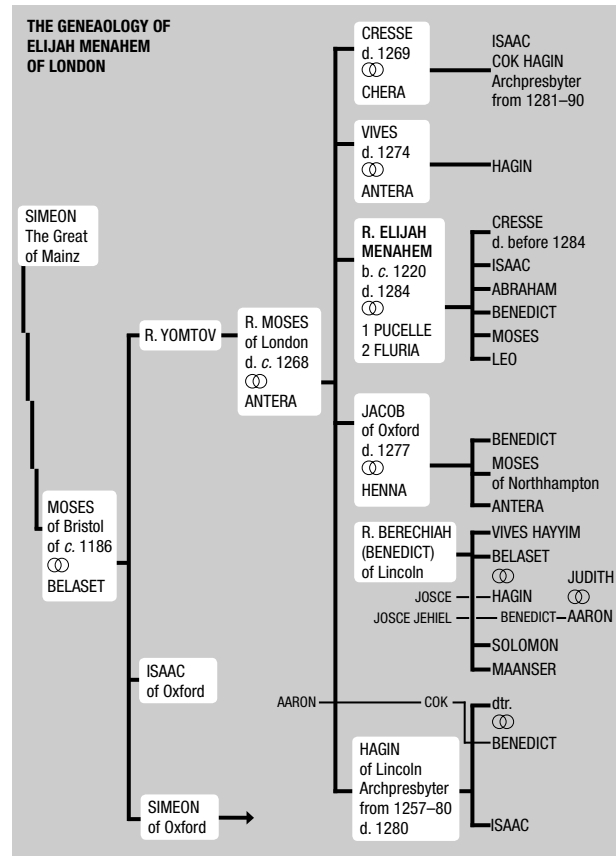 THE GENEAOLOGY OF
ELIJAH MENAHEM
OF LONDON
SIMEON
The Great
of Mainz
MOSES
of Bristol
of c. 1186
BELASET
R. YOMTOV
ISAAC
of Oxford
SIMEON
of Oxford
R. MOSES
of London
d. c. 1268
ANTERA
CRESSE
d. 1269
CHERA
ISAAC
COK HAGIN
Archpresbyter
from 1281–90
VIVES
d. 1274
ANTERA
HAGIN
R. ELIJAH
MENAHEM
b. c. 1220
d. 1284
1 PUCELLE
2 FLURIA
CRESSE
d. before 1284
ISAAC
ABRAHAM
BENEDICT
MOSES
LEO
JACOB
of Oxford
d. 1277
HENNA
BENEDICT
MOSES
of Northhampton
ANTERA
R. BERECHIAH
(BENEDICT)
of Lincoln
VIVES HAYYIM
BELASET
JUDITH
JOSCE HAGIN
JOSCE JEHIEL BENEDICT AARON
SOLOMON
MAANSER
AARON COK
dtr.
BENEDICT
HAGIN
of Lincoln
Archpresbyter
from 1257–80
d. 1280
ISAAC